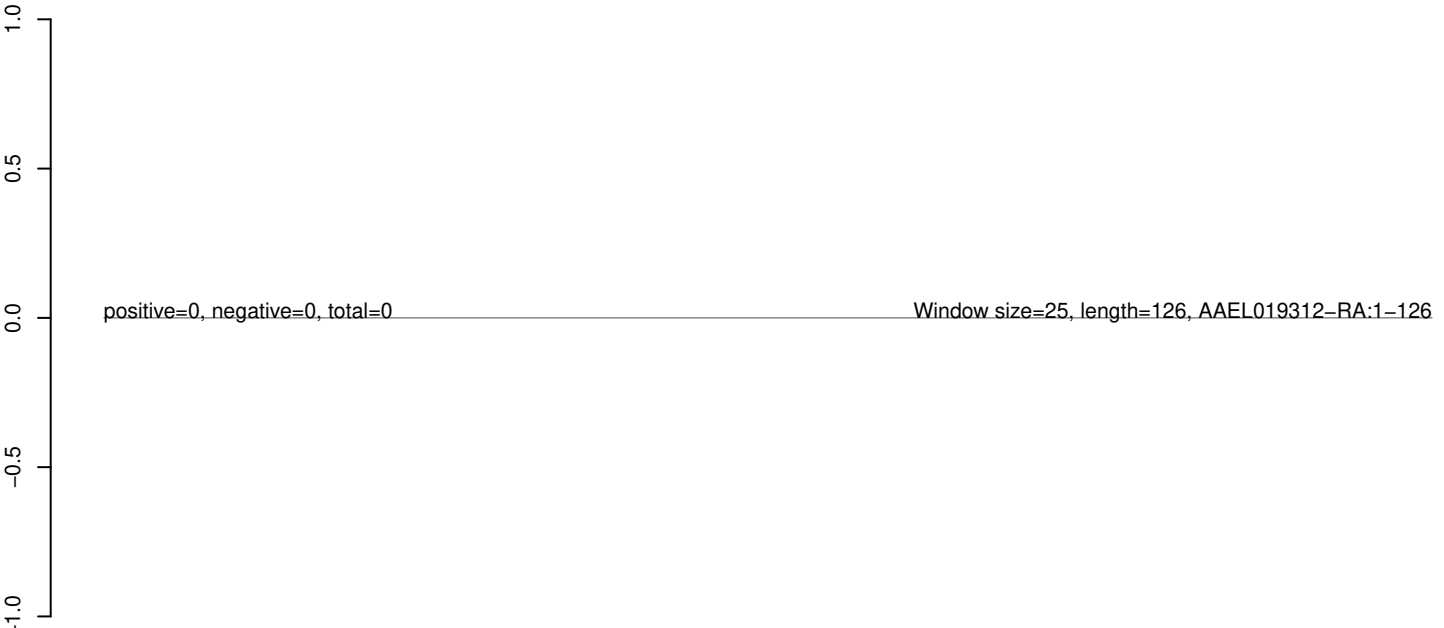 1.0
0.5
positive=0, negative=0, total=0
Window size=25, length=126, AAEL019312−RA:1−126
0.0
−0.5
−1.0